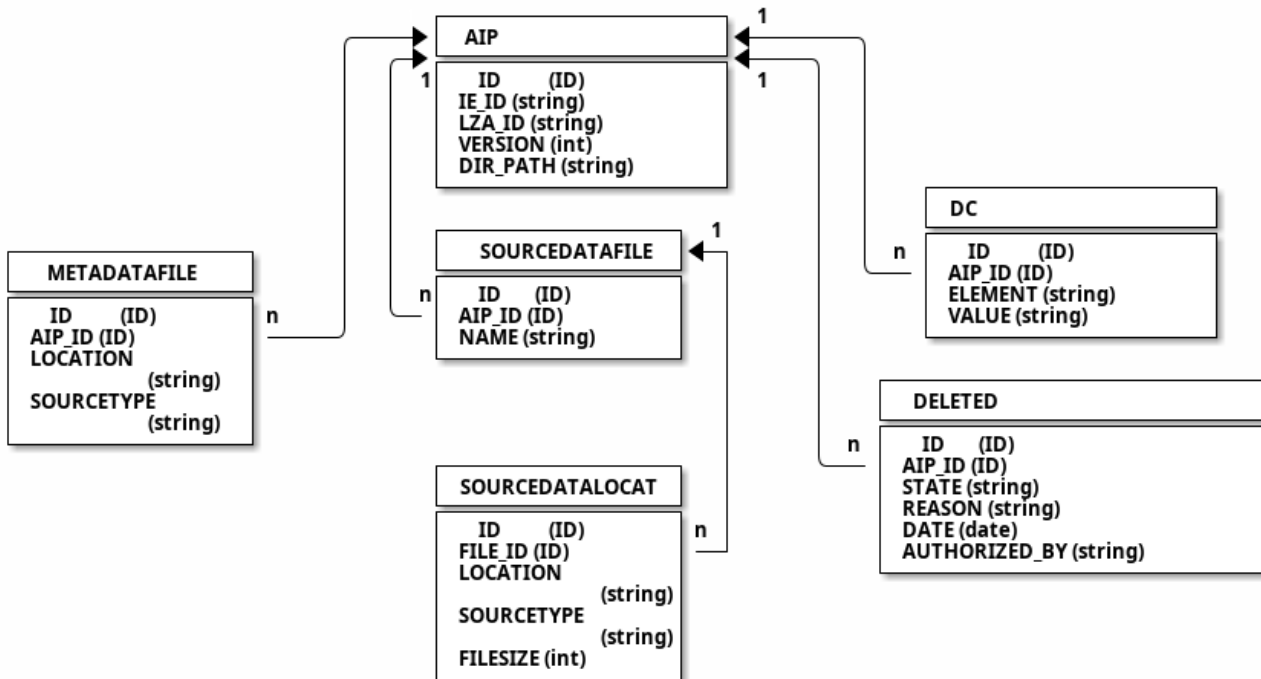 1
AIP
1
1
ID (ID)
IE_ID (string)
LZA_ID (string)
VERSION (int)
DIR_PATH (string)
DC
n
ID (ID)
AIP_ID (ID)
ELEMENT (string)
VALUE (string)
1
SOURCEDATAFILE
n
ID (ID)
AIP_ID (ID)
NAME (string)
METADATAFILE
n
ID (ID)
AIP_ID (ID)
LOCATION
(string)
SOURCETYPE
(string)
DELETED
n
ID (ID)
AIP_ID (ID)
STATE (string)
REASON (string)
DATE (date)
AUTHORIZED_BY (string)
SOURCEDATALOCAT
n
ID (ID)
FILE_ID (ID)
LOCATION
(string)
SOURCETYPE
(string)
FILESIZE (int)